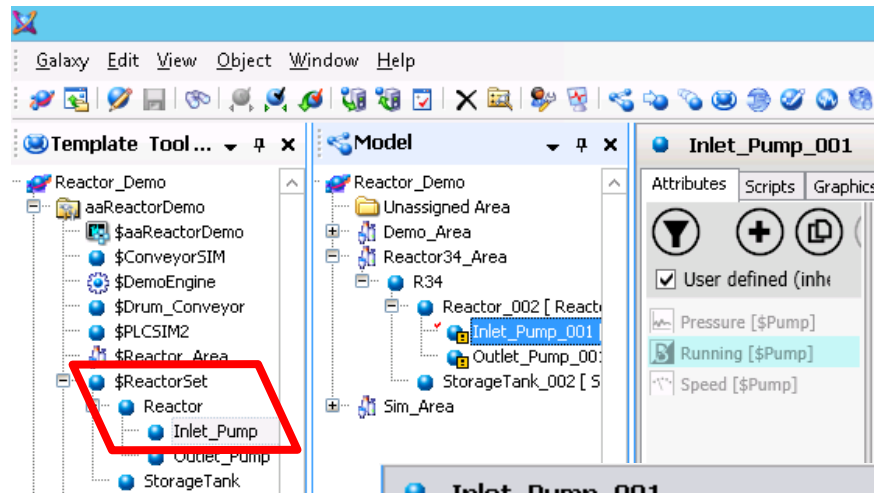 Galaxy Edit View Object Window Help
Template Tool...
Reactor_Demo
aaReactorDemo
$aaReactorDemo
$ConveyorSIM
$DemoEngine
$Drum_Conveyor
$PLCSIM2
$Reactor_Area
$ReactorSet
Reactor
Inlet_Pump
Outlet_Pump
StorageTank
Model
Reactor_Demo
Unassigned Area
Demo_Area
Reactor34_Area
R34
Reactor_002 [ Reacto
Inlet_Pump_001 [
Outlet_Pump_001
StorageTank_002 [ S
Sim_Area
Inlet_Pump_001
Attributes Scripts Graphics
User defined (inhe
Pressure [$Pump]
Running [$Pump]
Speed [$Pump]
Inlet_Pump_001